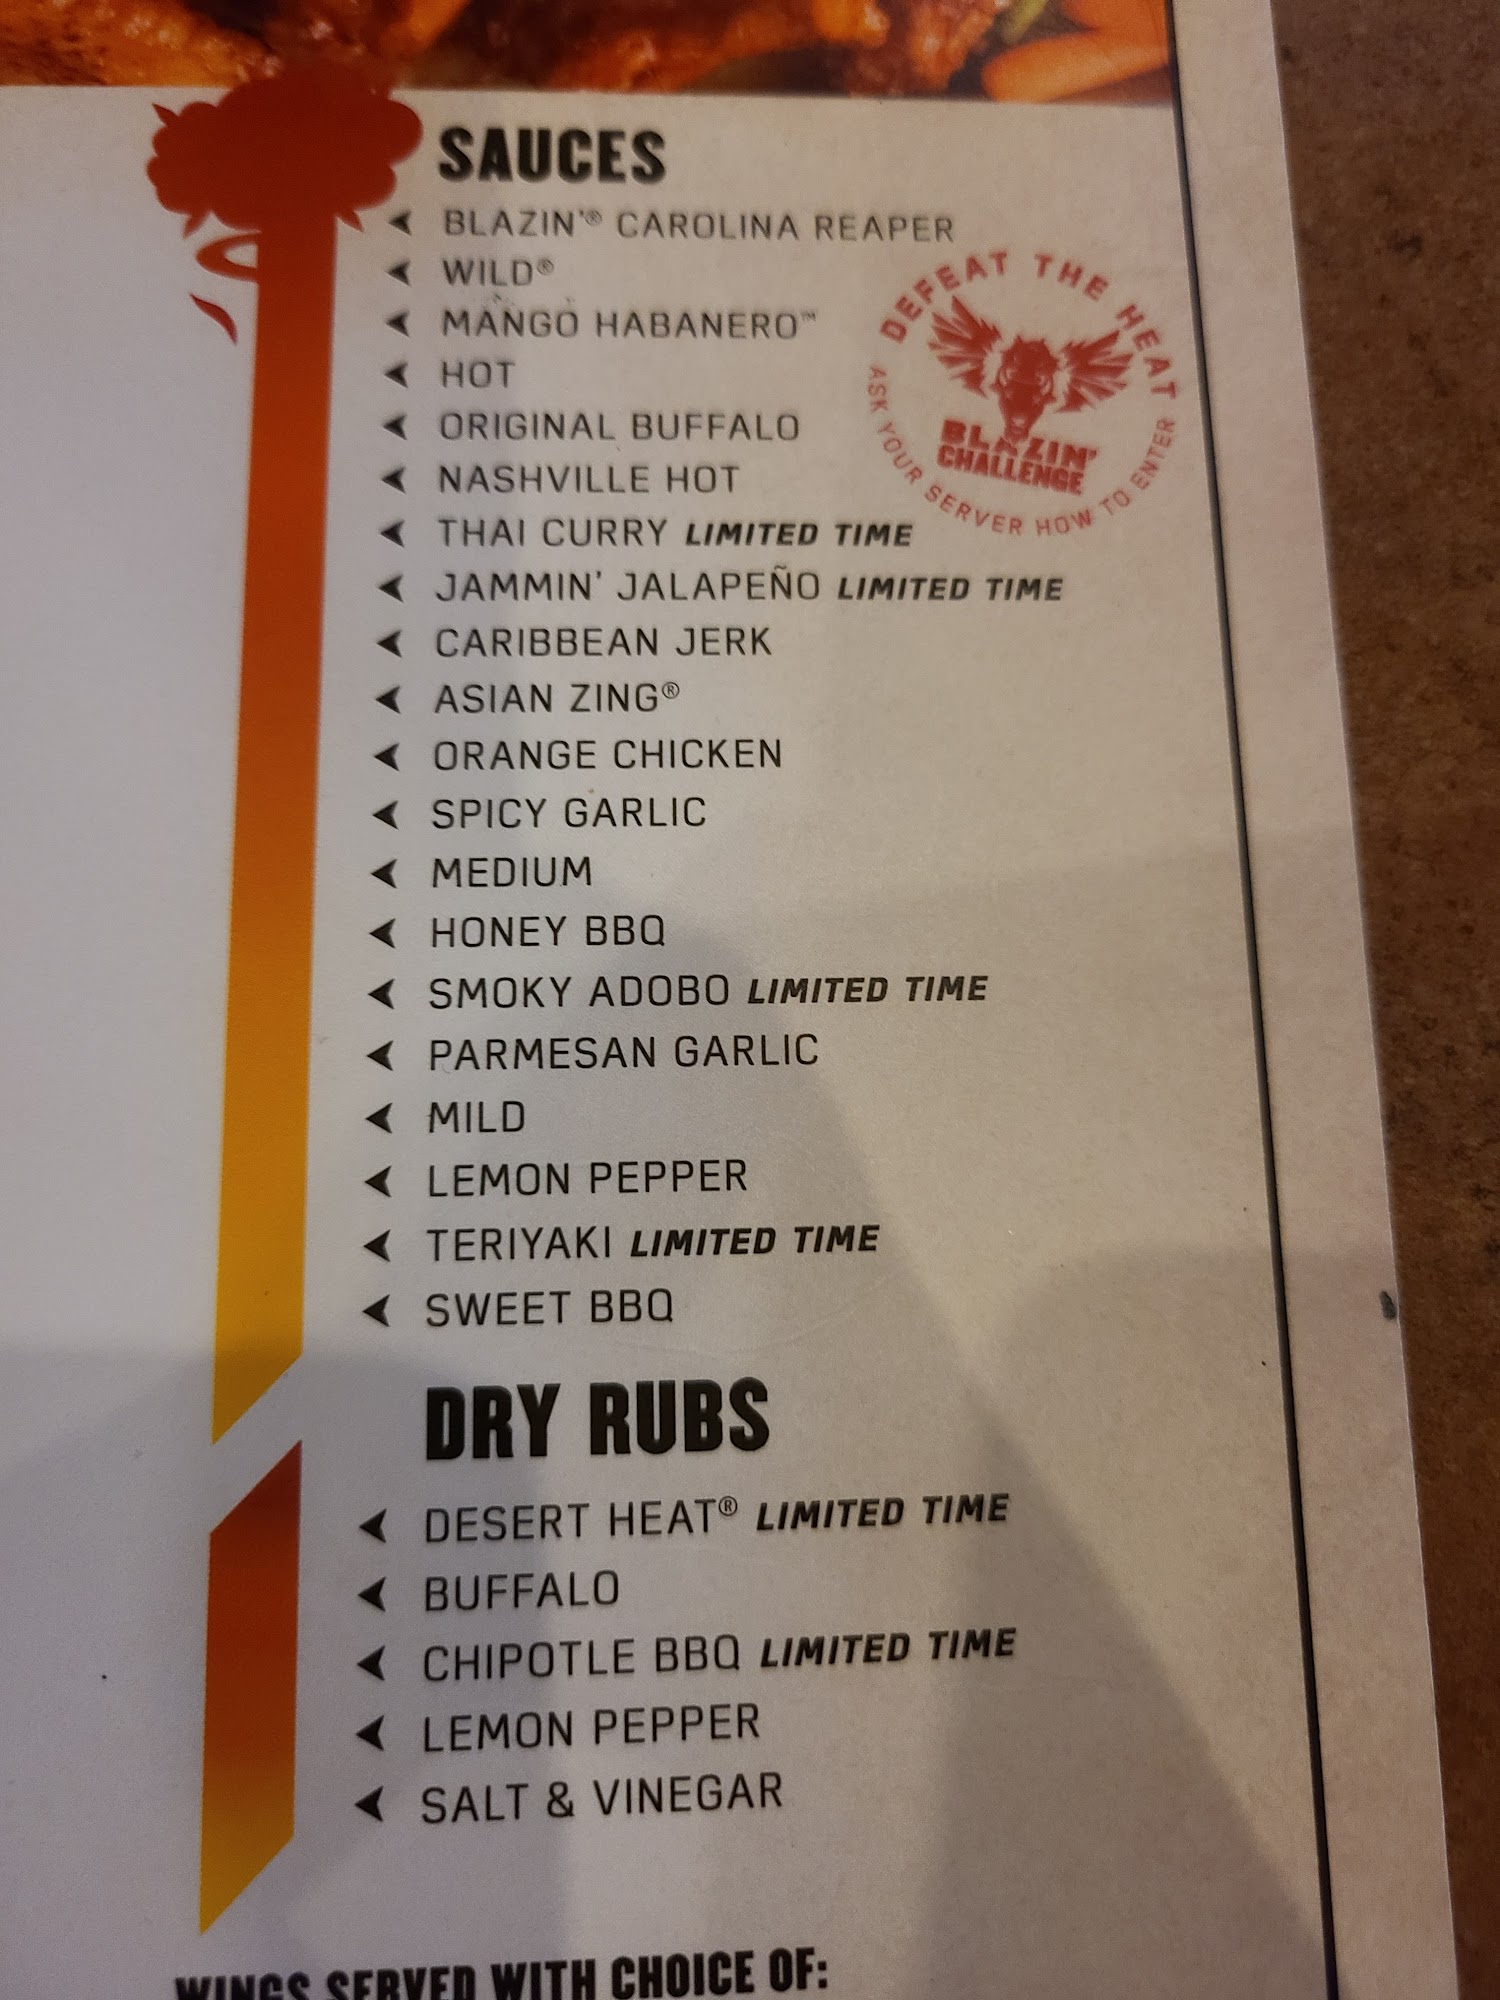 SAUCES
BLAZIN'® CAROLINA REAPER
WILD®
MANGO HABANERO™
HOT
ORIGINAL BUFFALO
NASHVILLE HOT
THAI CURRY LIMITED TIME
JAMMIN' JALAPEÑO LIMITED TIME
CARIBBEAN JERK
ASIAN ZING®
ORANGE CHICKEN
SPICY GARLIC
MEDIUM
HONEY BBQ
SMOKY ADOBO LIMITED TIME
PARMESAN GARLIC
MILD
LEMON PEPPER
TERIYAKI LIMITED TIME
SWEET BBQ
DEFEAT THE HEAT
BLAZIN'
CHALLENGE
ASK YOUR SERVER HOW TO ENTER
DRY RUBS
DESERT HEAT® LIMITED TIME
BUFFALO
CHIPOTLE BBQ LIMITED TIME
LEMON PEPPER
SALT & VINEGAR
WINGS SERVED WITH CHOICE OF: